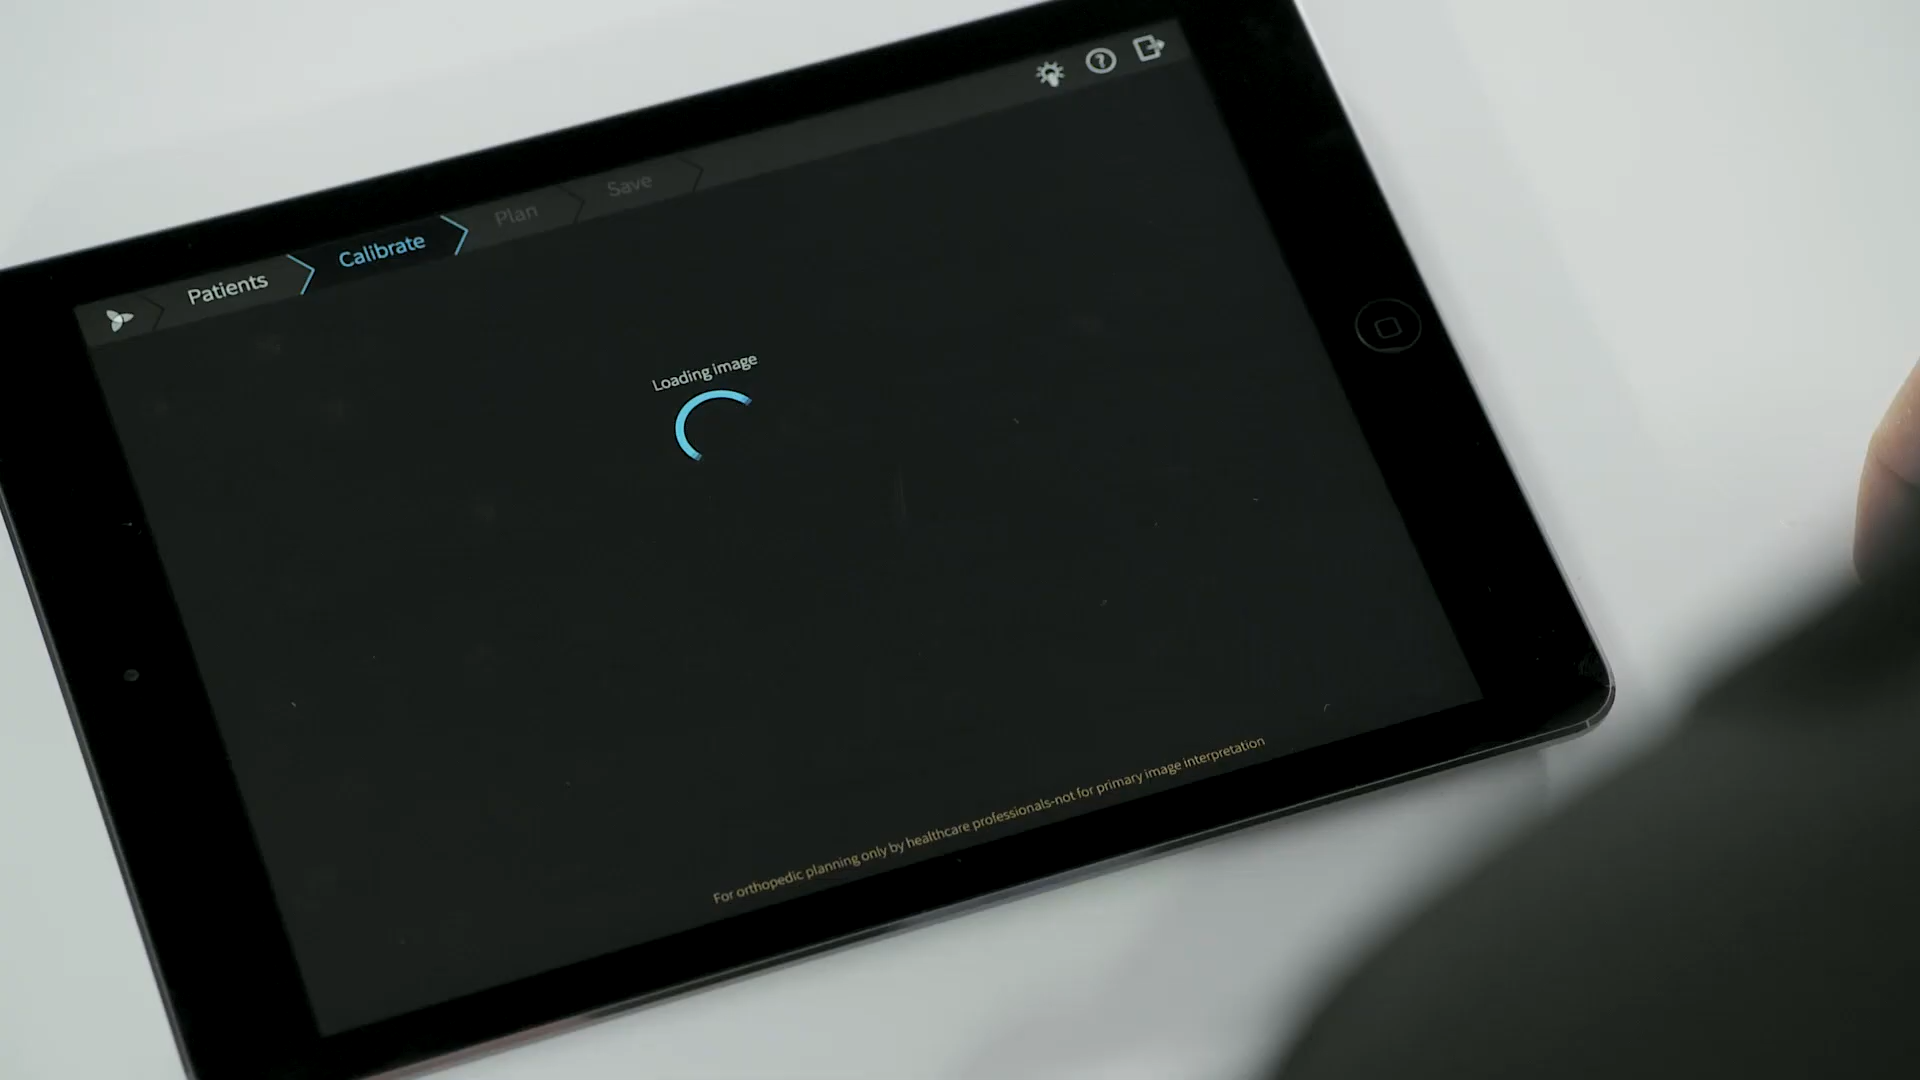 Patients
Calibrate
Plan
Save
Loading image
For orthopedic planning only by healthcare professionals-not for primary image interpretation